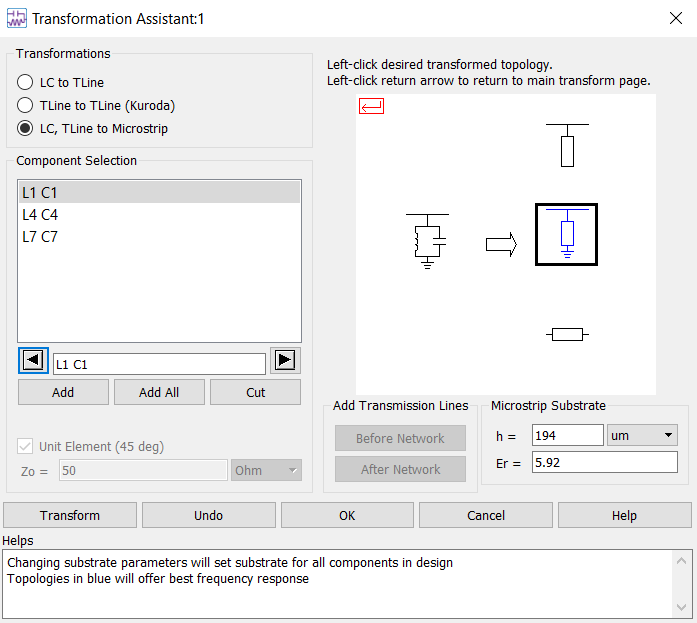 Transformation Assistant:1
Transformations
LC to TLine
TLine to TLine (Kuroda)
LC, TLine to Microstrip
Component Selection
L1 C1
L4 C4
L7 C7
L1 C1
Add
Add All
Cut
Unit Element (45 deg)
Zo =
50
Ohm
Left-click desired transformed topology.
Left-click return arrow to return to main transform page.
Add Transmission Lines
Before Network
After Network
Microstrip Substrate
h =
194
um
Er =
5.92
Transform
Undo
OK
Cancel
Help
Helps
Changing substrate parameters will set substrate for all components in design
Topologies in blue will offer best frequency response